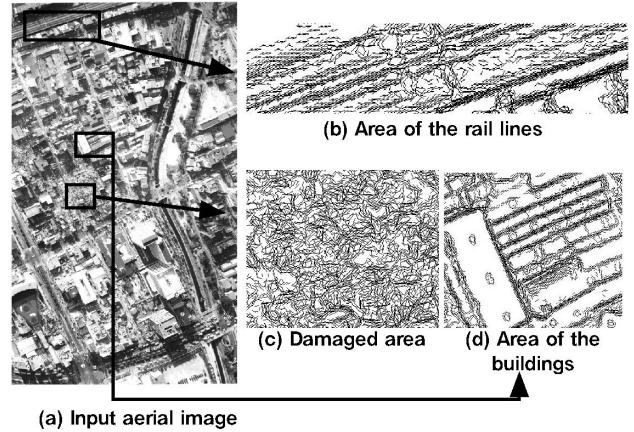 (b) Area of the rail lines
(c) Damaged area
(d) Area of the
buildings
(a) Input aerial image